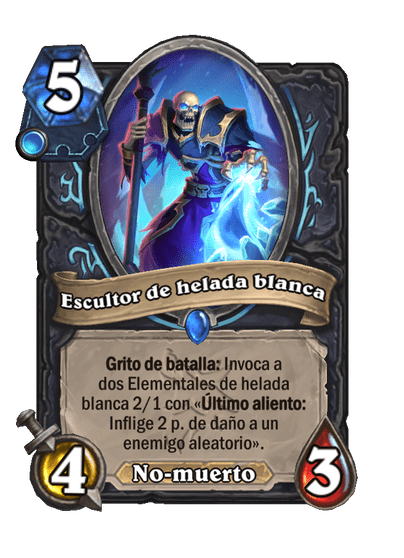 5
Escultor de helada blanca
Grito de batalla: Invoca a
dos Elementales de helada
blanca 2/1 con «Último aliento:
Inflige 2 p. de daño a un
enemigo aleatorio».
4
No-muerto
3